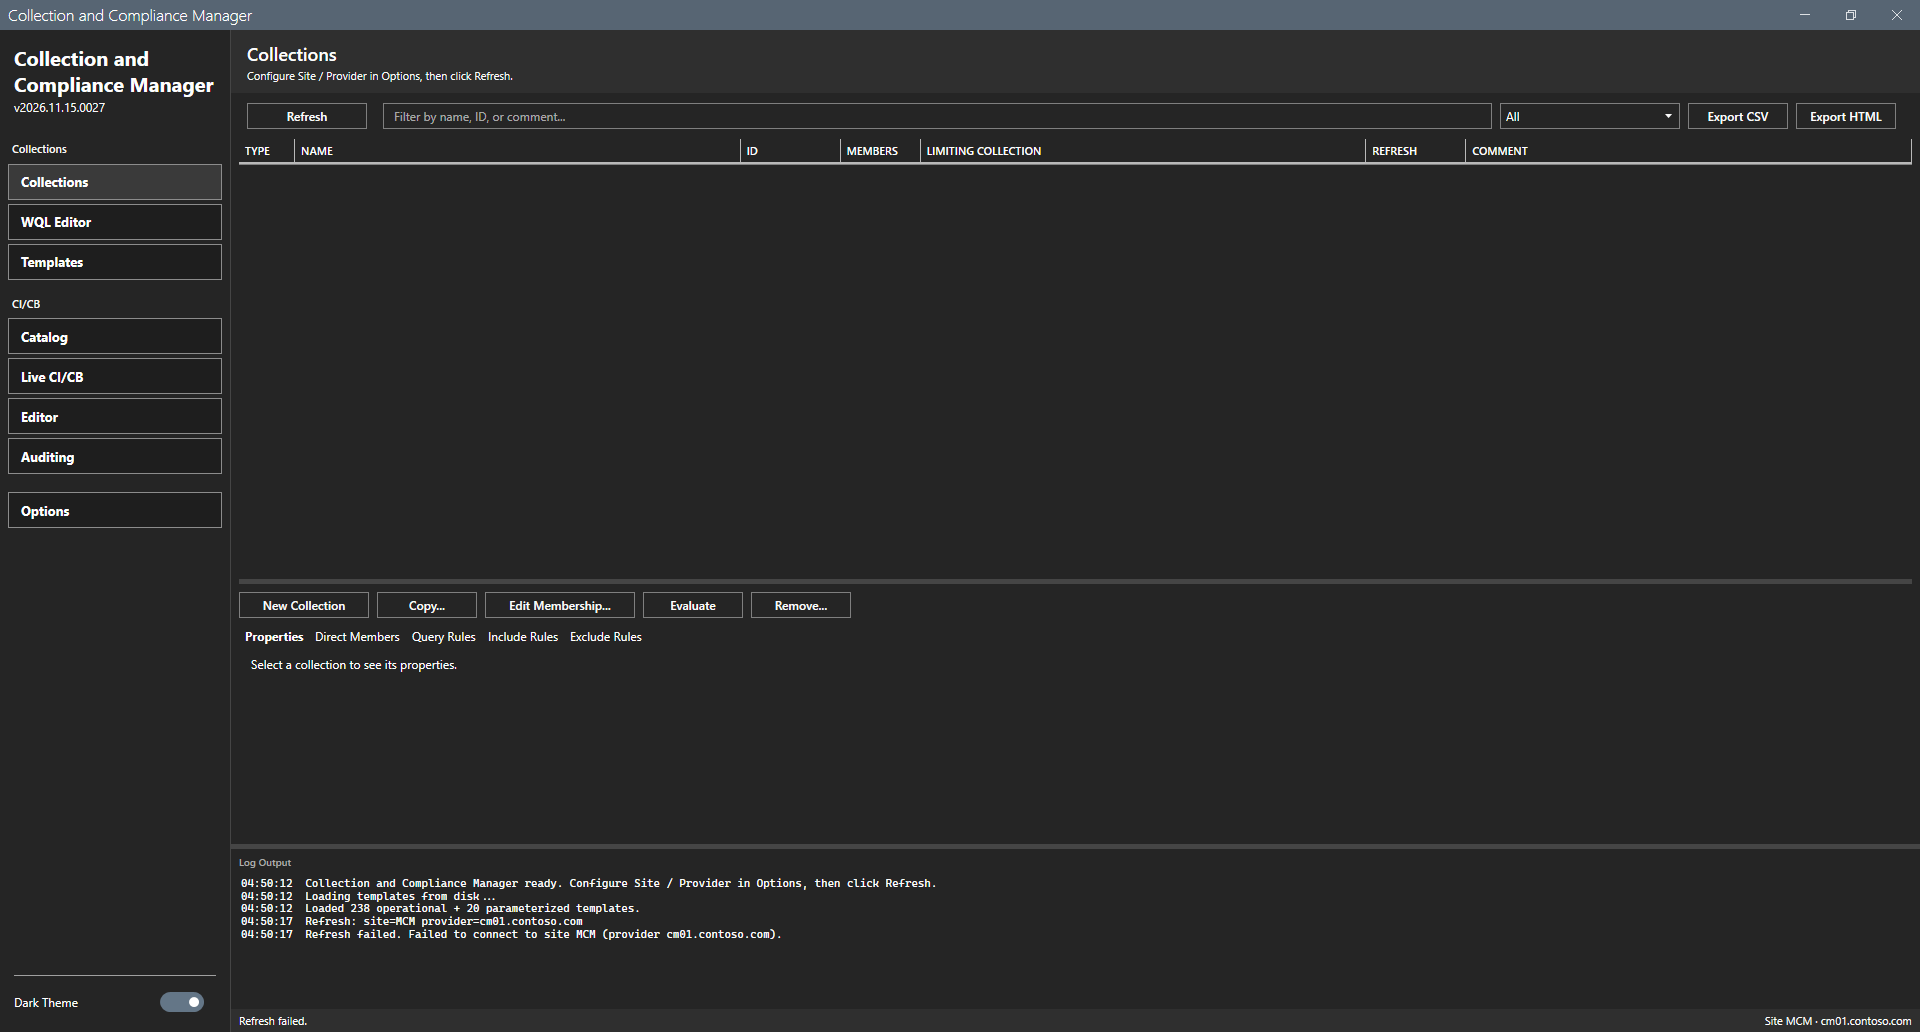 Collection and Compliance Manager
Collection and
Compliance Manager
v2026.11.15.0027
Collections
Collections
WQL Editor
Templates
CI/CB
Catalog
Live CI/CB
Editor
Auditing
Options
Dark Theme
Collections
Configure Site / Provider in Options, then click Refresh.
Refresh
Filter by name, ID, or comment...
All
Export CSV
Export HTML
TYPE NAME ID MEMBERS LIMITING COLLECTION REFRESH COMMENT
New Collection
Copy...
Edit Membership...
Evaluate
Remove...
Properties Direct Members Query Rules Include Rules Exclude Rules
Select a collection to see its properties.
Log Output
04:50:12 Collection and Compliance Manager ready. Configure Site / Provider in Options, then click Refresh.
04:50:12 Loading templates from disk...
04:50:12 Loaded 238 operational + 20 parameterized templates.
04:50:17 Refresh: site=MCM provider=cm01.contoso.com
04:50:17 Refresh failed. Failed to connect to site MCM (provider cm01.contoso.com).
Refresh failed.
Site MCM · cm01.contoso.com